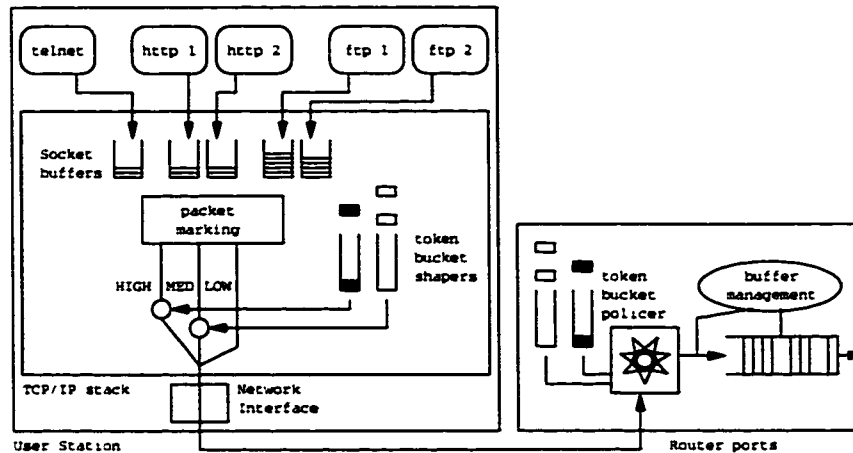 telnet
http 1
http 2
ftp 1
ftp 2
Socket
buffers
packet
marking
token
bucket
shapers
HIGH MED LOW
TCP/IP stack
Network
Interface
User Station
token
bucket
policer
buffer
management
Router ports